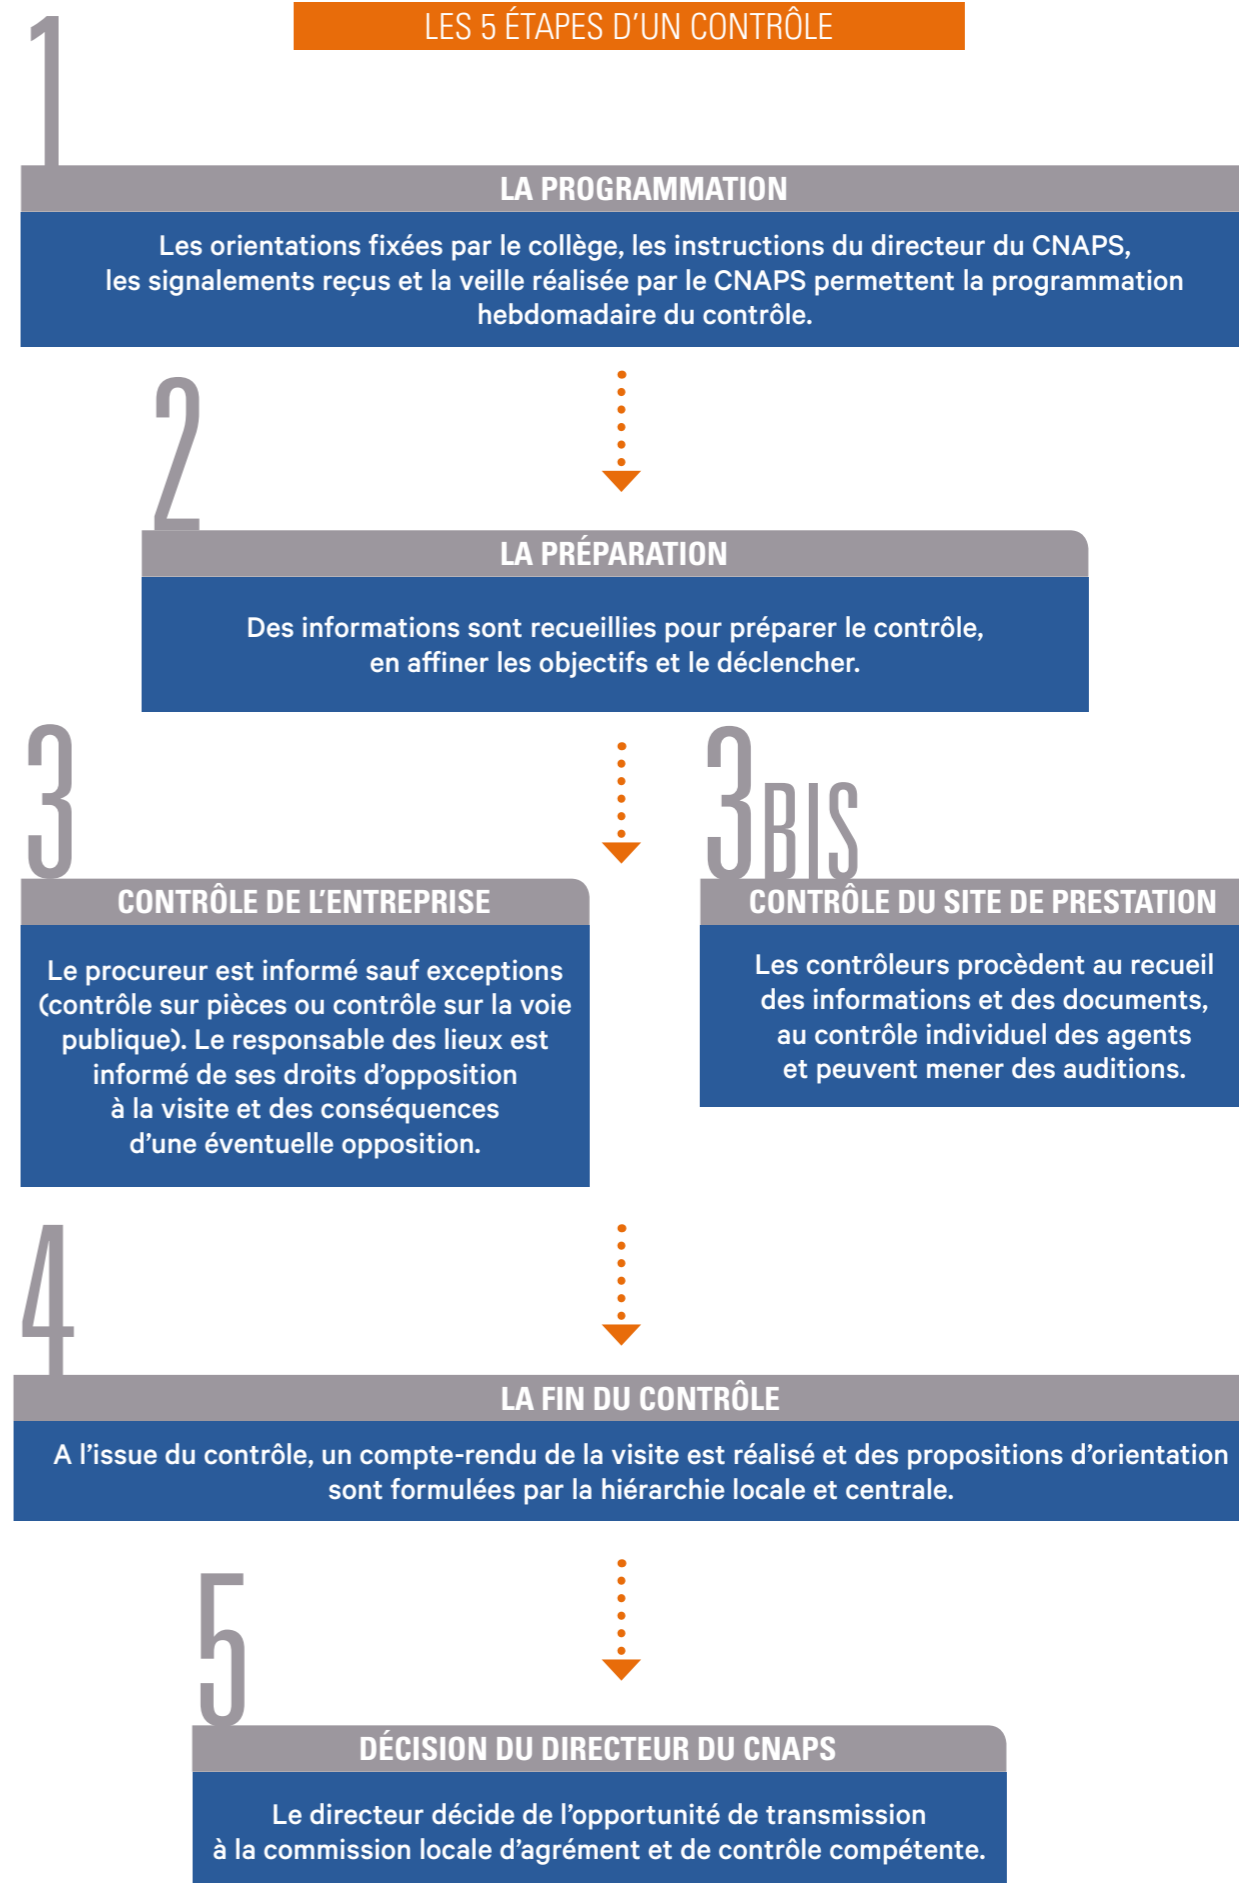 LES 5 ÉTAPES D'UN CONTRÔLE
1
LA PROGRAMMATION
Les orientations fixées par le collège, les instructions du directeur du CNAPS,
les signalements reçus et la veille réalisée par le CNAPS permettent la programmation
hebdomadaire du contrôle.
2
LA PRÉPARATION
Des informations sont recueillies pour préparer le contrôle,
en affiner les objectifs et le déclencher.
3
CONTRÔLE DE L'ENTREPRISE
Le procureur est informé sauf exceptions
(contrôle sur pièces ou contrôle sur la voie
publique). Le responsable des lieux est
informé de ses droits d'opposition
à la visite et des conséquences
d'une éventuelle opposition.
3BIS
CONTRÔLE DU SITE DE PRESTATION
Les contrôleurs procèdent au recueil
des informations et des documents,
au contrôle individuel des agents
et peuvent mener des auditions.
4
LA FIN DU CONTRÔLE
A l'issue du contrôle, un compte-rendu de la visite est réalisé et des propositions d'orientation
sont formulées par la hiérarchie locale et centrale.
5
DÉCISION DU DIRECTEUR DU CNAPS
Le directeur décide de l'opportunité de transmission
à la commission locale d'agrément et de contrôle compétente.